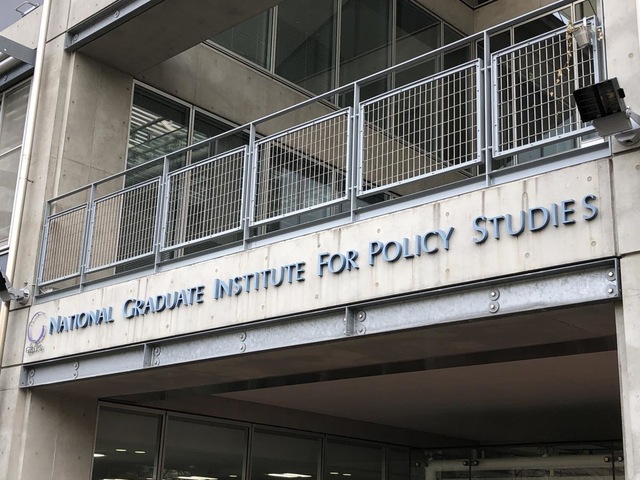 National Graduate Institute For Policy Studies